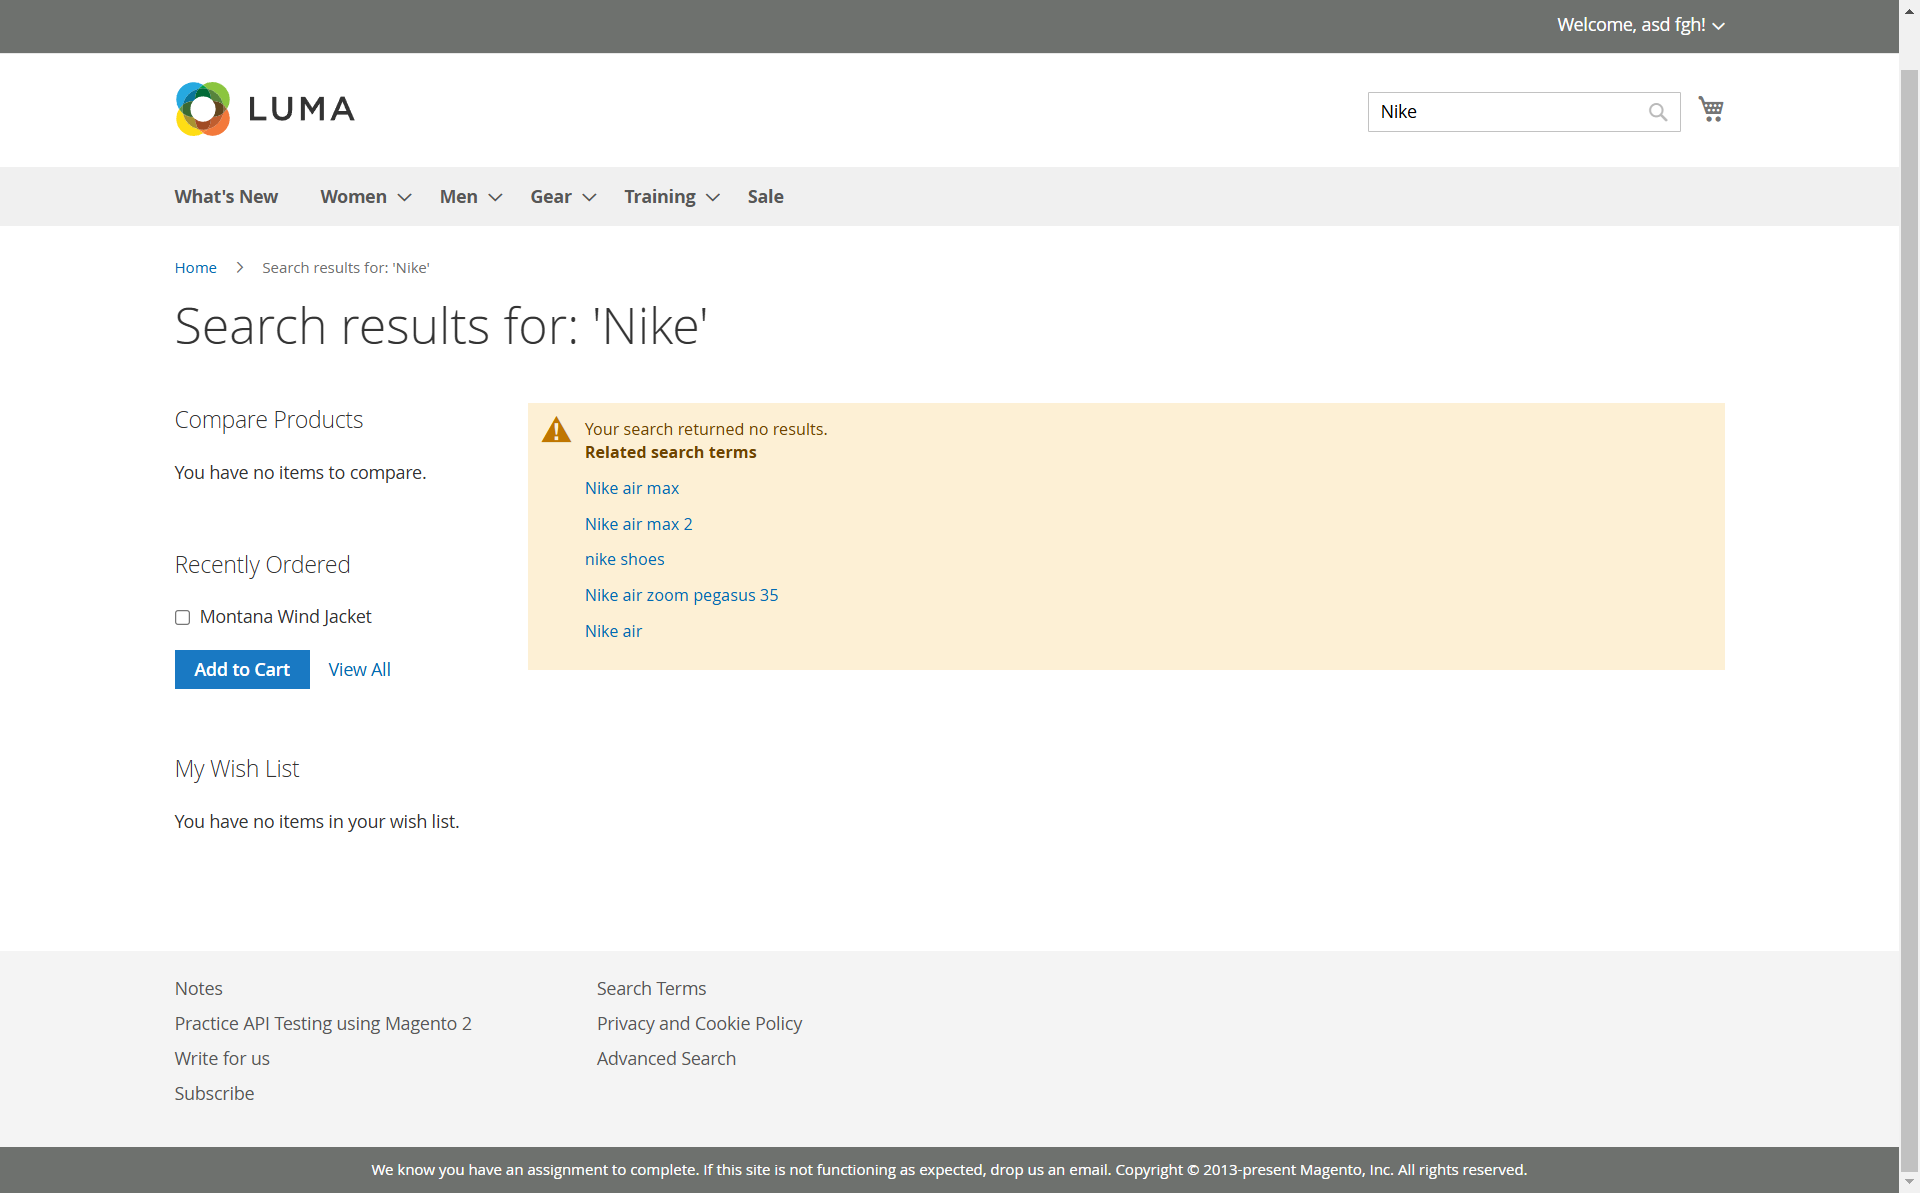 Welcome, asd fgh!
LUMA
Nike
What's New Women Men Gear Training Sale
Home Search results for: 'Nike'
Search results for: 'Nike'
Compare Products
You have no items to compare.
Recently Ordered
Montana Wind Jacket
Add to Cart View All
My Wish List
You have no items in your wish list.
Your search returned no results.
Related search terms
Nike air max
Nike air max 2
nike shoes
Nike air zoom pegasus 35
Nike air
Notes
Practice API Testing using Magento 2
Write for us
Subscribe
Search Terms
Privacy and Cookie Policy
Advanced Search
We know you have an assignment to complete. If this site is not functioning as expected, drop us an email. Copyright © 2013-present Magento, Inc. All rights reserved.